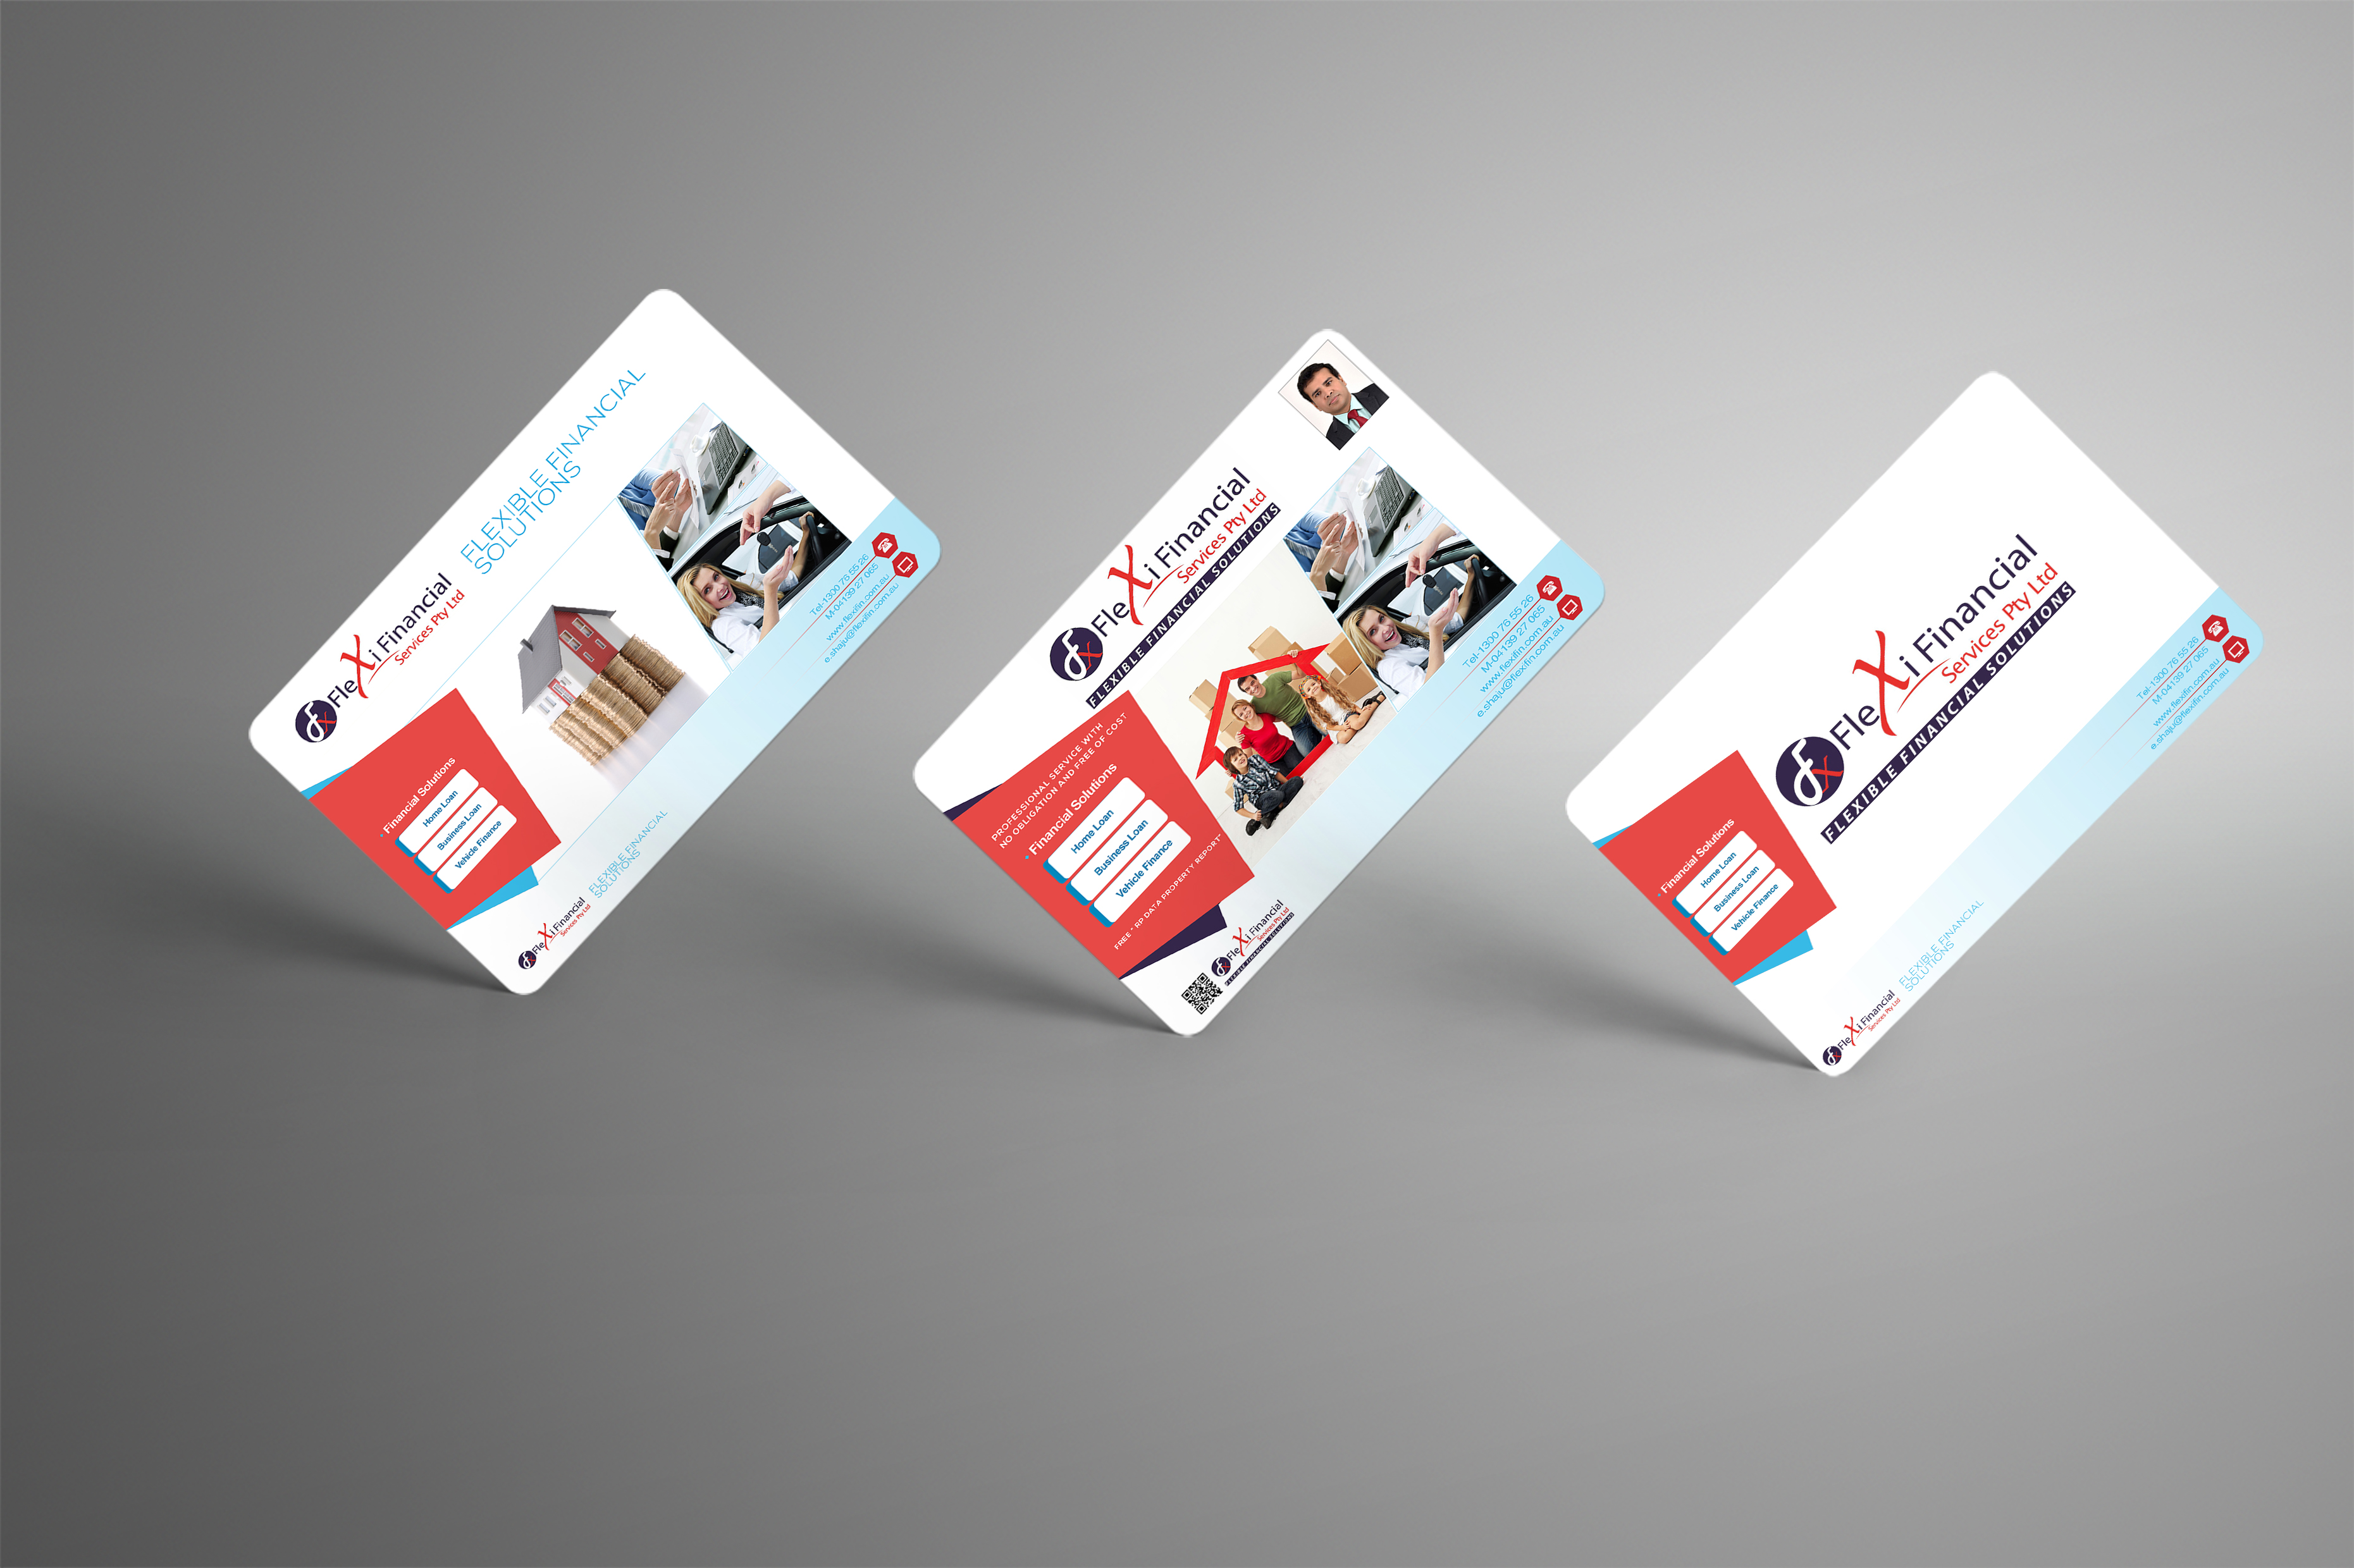 FleXi Financial
Services Pty Ltd
FLEXIBLE FINANCIAL
SOLUTIONS
Financial Solutions
Home Loan
Business Loan
Vehicle Finance
Tel-1300 76 55 26
M-04139 27 065
www.flexifin.com.au
e.shaju@flexifin.com.au
FleXi Financial
Services Pty Ltd
FLEXIBLE FINANCIAL
SOLUTIONS
FleXi Financial
Services Pty Ltd
FLEXIBLE FINANCIAL SOLUTIONS
PROFESSIONAL SERVICE WITH
NO OBLIGATION AND FREE OF COST
Financial Solutions
Home Loan
Business Loan
Vehicle Finance
FREE " RP DATA PROPERTY REPORT"
Tel-1300 76 55 26
M-04139 27 065
www.flexifin.com.au
e.shaju@flexifin.com.au
FleXi Financial
Services Pty Ltd
FLEXIBLE FINANCIAL SOLUTIONS
FleXi Financial
Services Pty Ltd
FLEXIBLE FINANCIAL SOLUTIONS
Financial Solutions
Home Loan
Business Loan
Vehicle Finance
Tel-1300 76 55 26
M-04139 27 065
www.flexifin.com.au
e.shaju@flexifin.com.au
FleXi Financial
Services Pty Ltd
FLEXIBLE FINANCIAL
SOLUTIONS